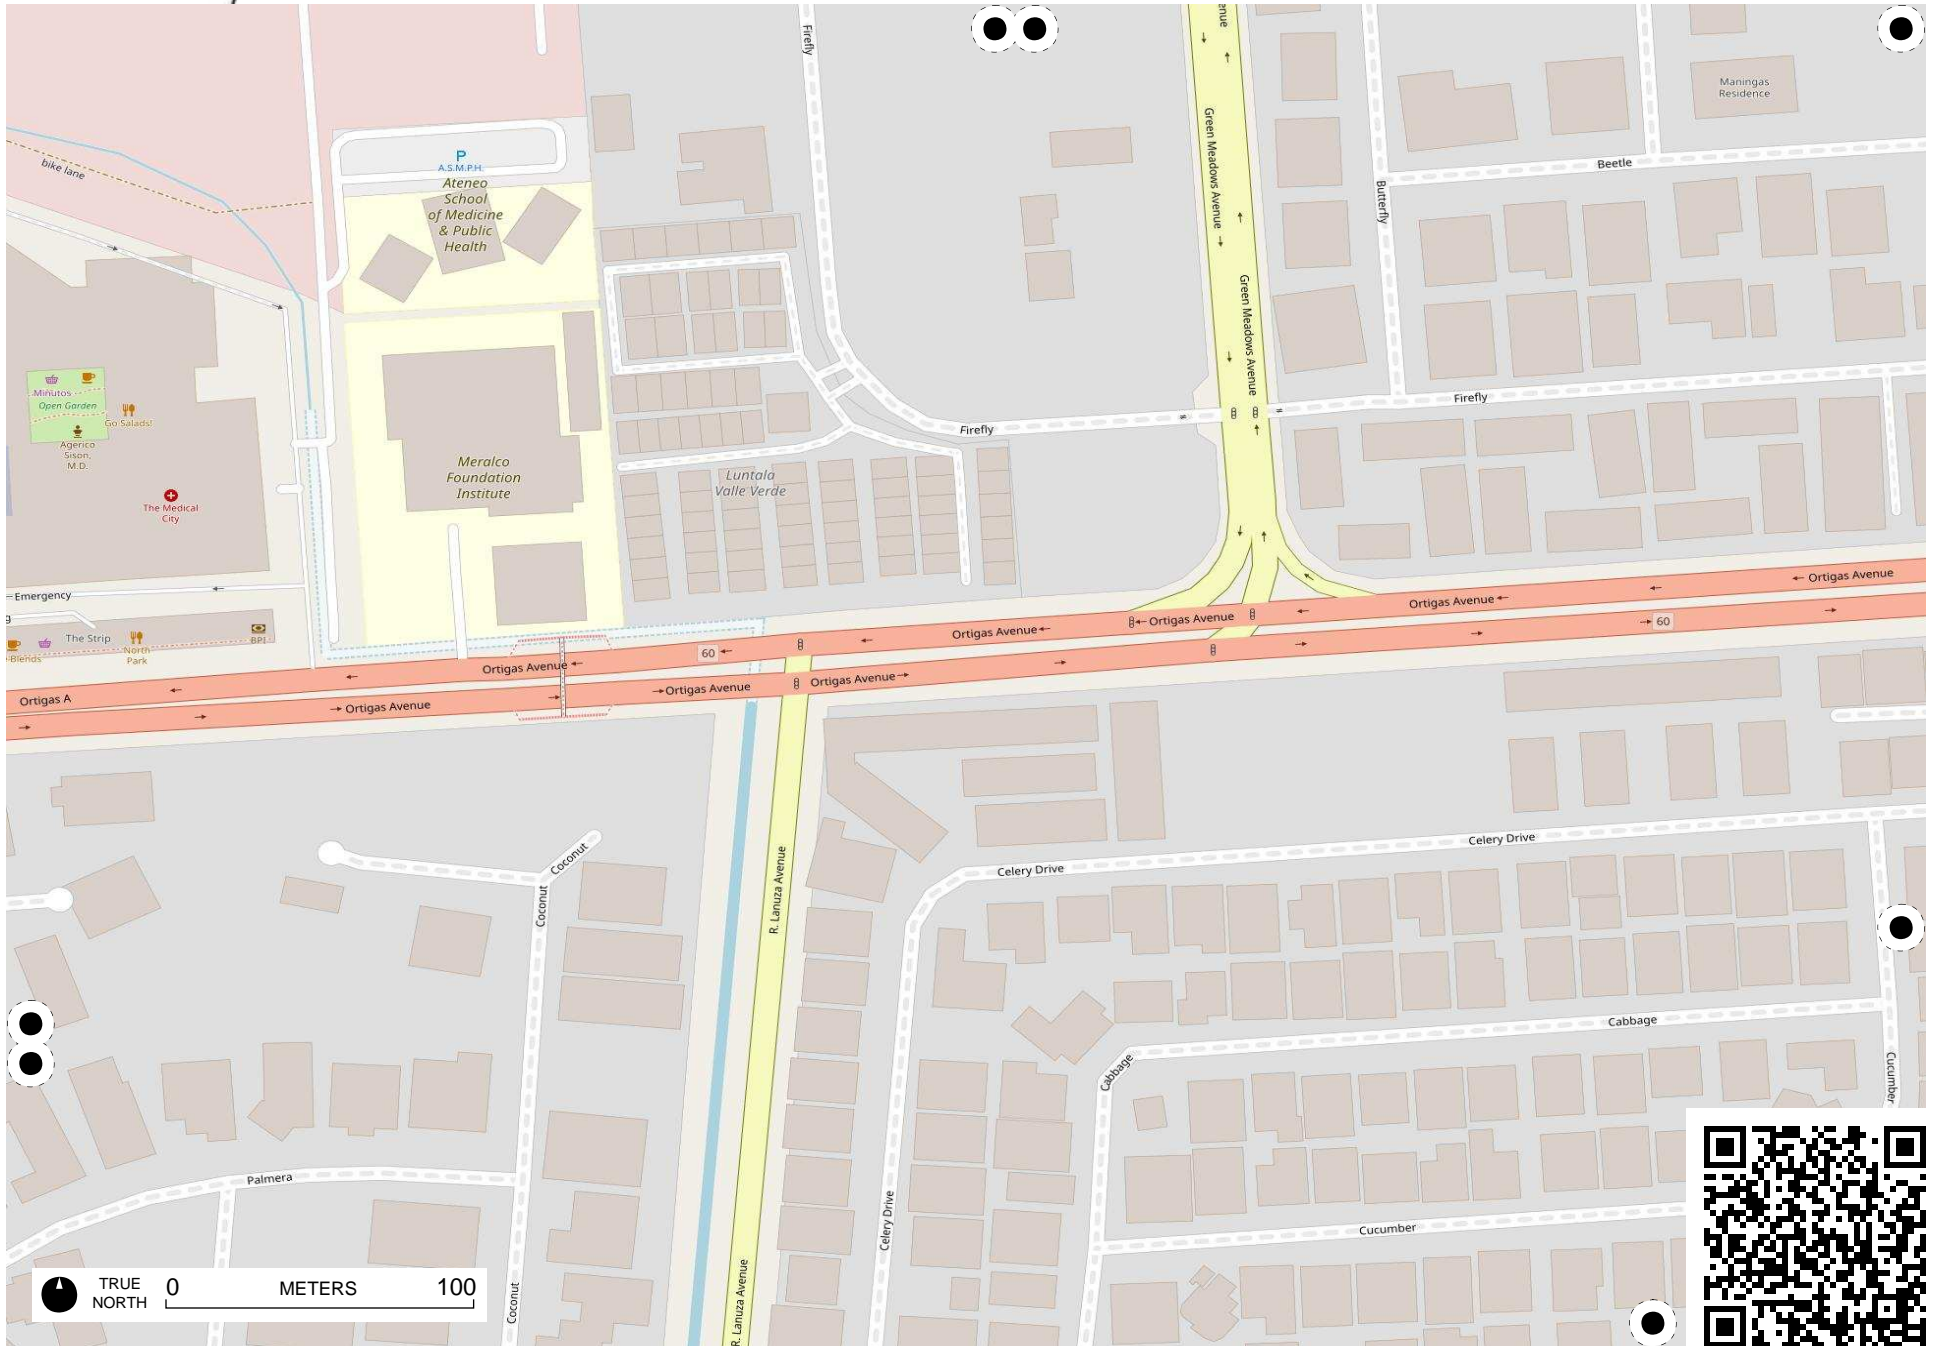 Firefly
enue
Maningas
Residence
bike lane
P
A.S.M.P.H.
Ateneo
School
of Medicine
& Public
Health
Green Meadows Avenue
Butterfly
Beetle
Green Meadows Avenue
Minutos
Open Garden
Go Salads!
Agerico
Sison,
M.D.
The Medical
City
Firefly
Firefly
Meralco
Foundation
Institute
Luntala
Valle Verde
Emergency
g
The Strip
BPI
Blends
North
Park
Ortigas Avenue
Ortigas Avenue
Ortigas Avenue
Ortigas Avenue
60
60
Ortigas Avenue
Ortigas Avenue
Ortigas Avenue
Ortigas A
Ortigas Avenue
R. Lanuza Avenue
Coconut
Coconut
Celery Drive
Celery Drive
Cabbage
Cabbage
Cucumber
Palmera
Celery Drive
Cucumber
Coconut
R. Lanuza Avenue
TRUE
NORTH
0 METERS 100